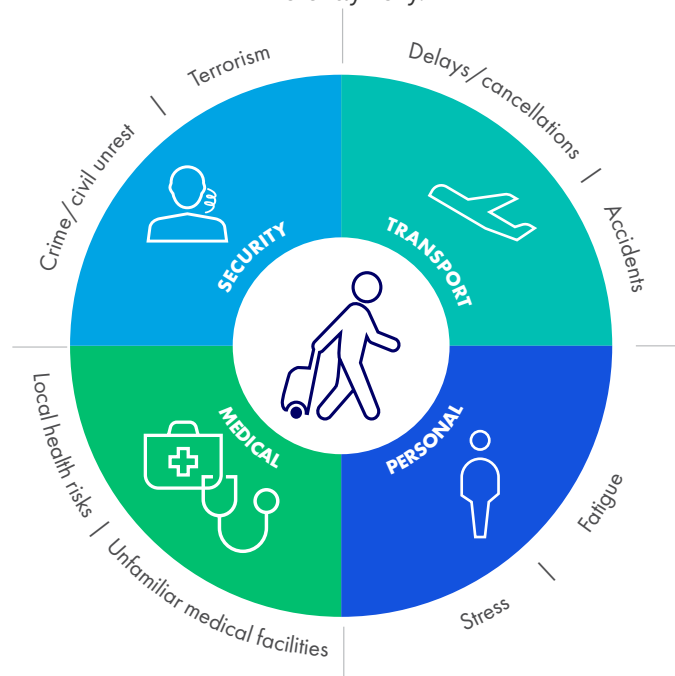 Terrorism
Crime/civil unrest
SECURITY
Delays/cancellations
Accidents
TRANSPORT
MEDICAL
Local health risks
Unfamiliar medical facilities
PERSONAL
Fatigue
Stress